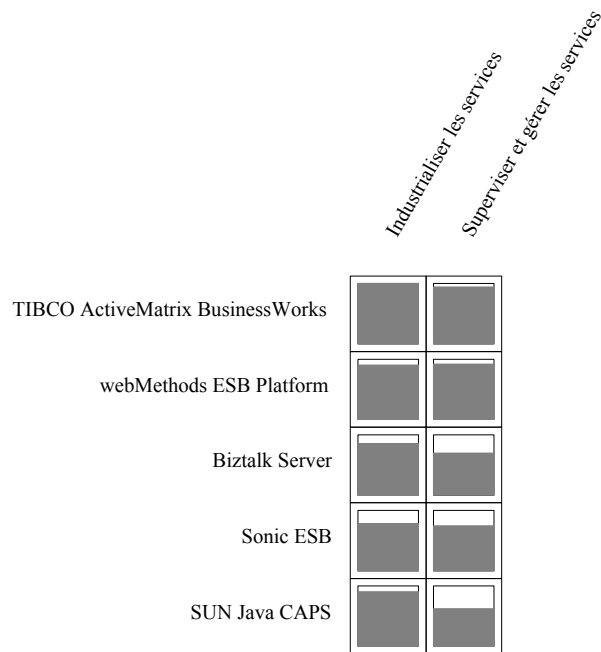 Industrialiser les services
Superviser et gérer les services
TIBCO ActiveMatrix BusinessWorks
webMethods ESB Platform
Biztalk Server
Sonic ESB
SUN Java CAPS